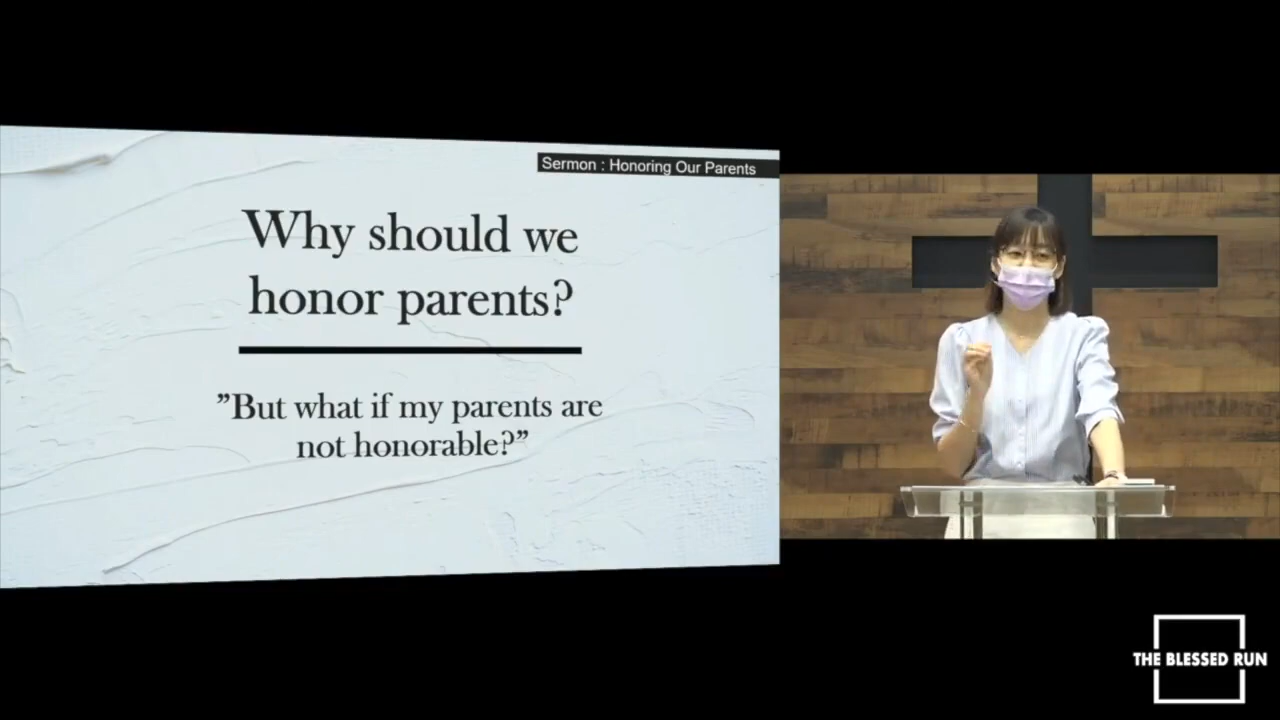 Sermon : Honoring Our Parents
Why should we
honor parents?
”But what if my parents are
not honorable?”
THE BLESSED RUN